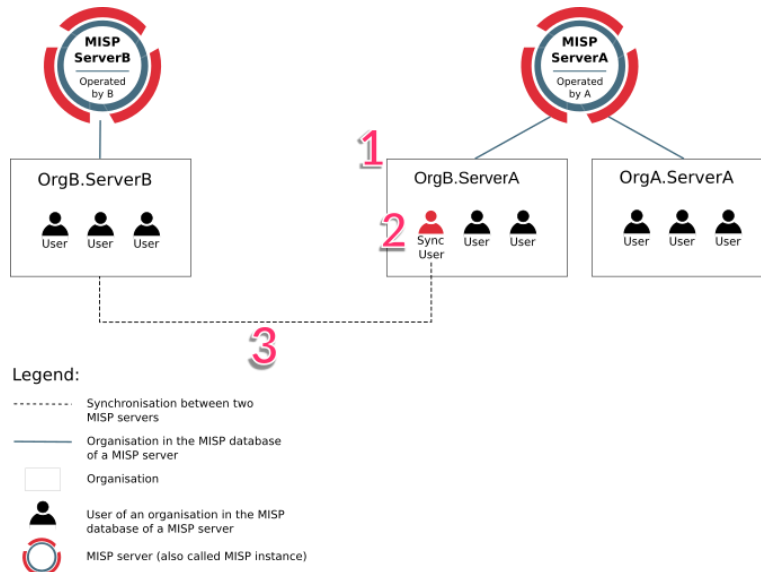 MISP
ServerB
Operated
by B
MISP
ServerA
Operated
by A
1
OrgB.ServerB
User
User
User
OrgB.ServerA
2
Sync
User
User
User
OrgA.ServerA
User
User
User
3
Legend:
Synchronisation between two
MISP servers
Organisation in the MISP database
of a MISP server
Organisation
User of an organisation in the MISP
database of a MISP server
MISP server (also called MISP instance)